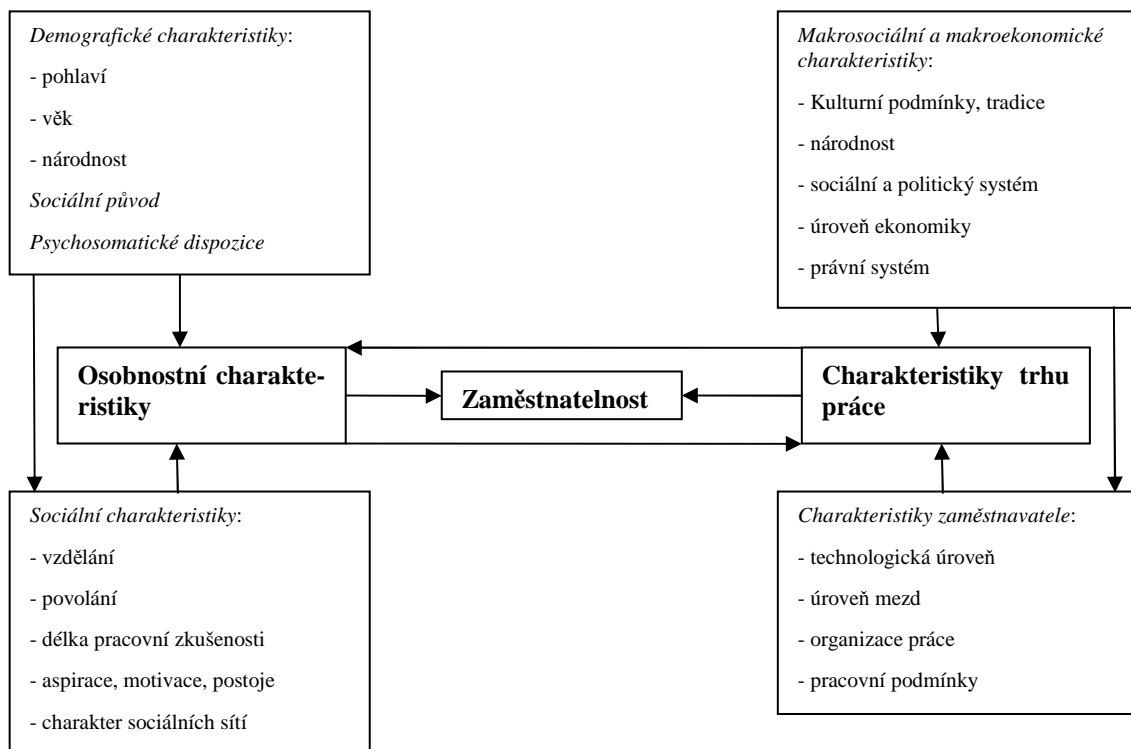 Demografické charakteristiky:
- pohlaví
- věk
- národnost
Sociální původ
Psychosomatické dispozice
Makrosociální a makroekonomické
charakteristiky:
- Kulturní podmínky, tradice
- národnost
- sociální a politický systém
- úroveň ekonomiky
- právní systém
Osobnostní charakte-
ristiky
Zaměstnatelnost
Charakteristiky trhu
práce
Sociální charakteristiky:
- vzdělání
- povolání
- délka pracovní zkušenosti
- aspirace, motivace, postoje
- charakter sociálních sítí
Charakteristiky zaměstnavatele:
- technologická úroveň
- úroveň mezd
- organizace práce
- pracovní podmínky